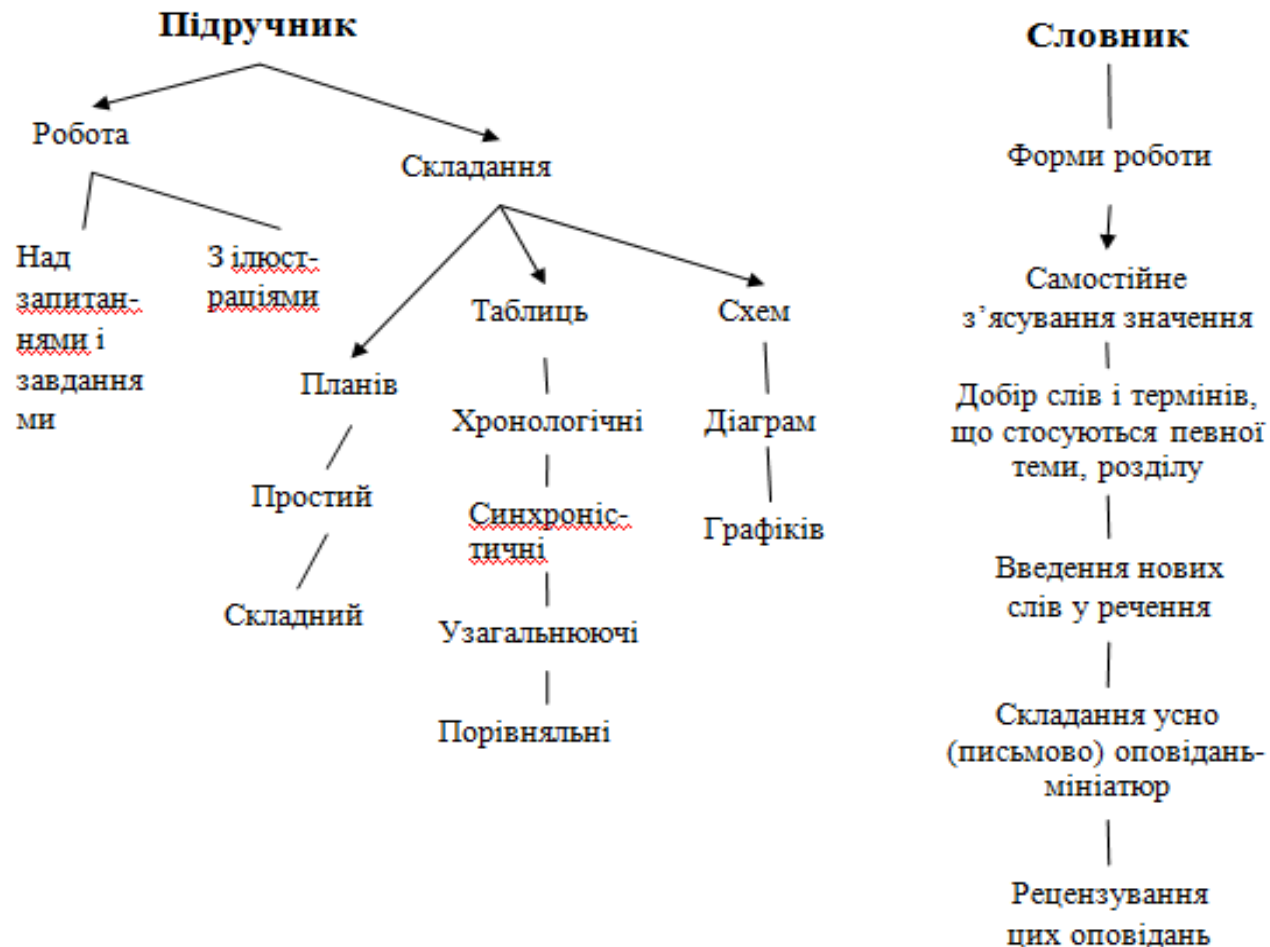 Підручник
Робота
Складання
Над
запитан-
нями і
завдання
ми
З ілюст-
раціями
Планів
Простий
Складний
Таблиць
Хронологічні
Синхроніс-
тичні
Узагальнюючі
Порівняльні
Схем
Діаграм
Графіків
Словник
Форми роботи
Самостійне
з’ясування значення
Добір слів і термінів,
що стосуються певної
теми, розділу
Введення нових
слів у речення
Складання усно
(письмово) оповідань-
мініатюр
Рецензування
цих оповідань